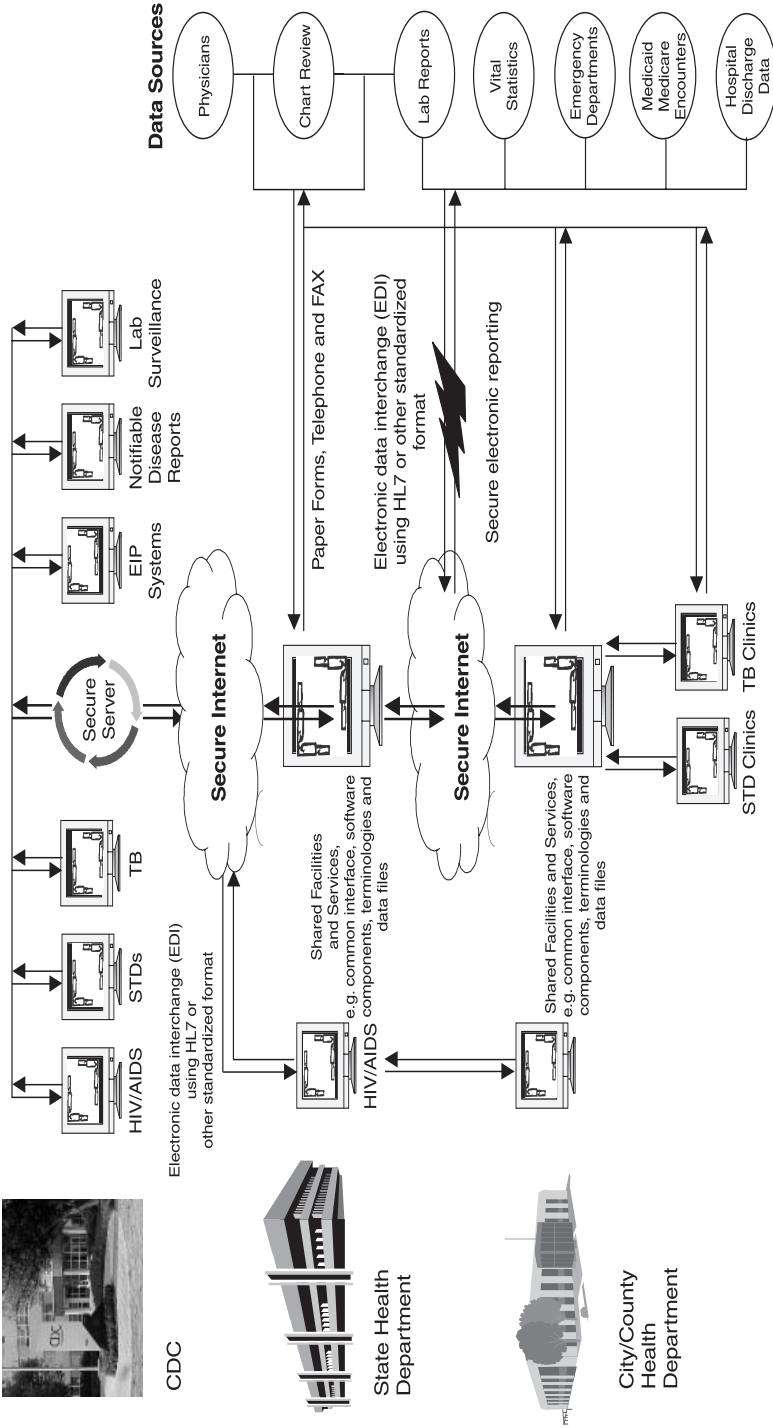 CDC
CDC
HIV/AIDS
STDs
TB
Secure
Server
EIP
Systems
Notifiable
Disease
Reports
Lab
Surveillance
Data Sources
Physicians
Chart Review
Lab Reports
Vital
Statistics
Emergency
Departments
Medicaid
Medicare
Encounters
Hospital
Discharge
Data
Electronic data interchange (EDI)
using HL7 or
other standardized format
Secure Internet
Paper Forms, Telephone and FAX
State Health
Department
HIV/AIDS
Shared Facilities
and Services,
e.g. common interface, software
components, terminologies and
data files
Electronic data interchange (EDI)
using HL7 or other standardized
format
Secure Internet
Secure electronic reporting
City/County
Health
Department
Shared Facilities and Services,
e.g. common interface, software
components, terminologies and
data files
STD Clinics
TB Clinics